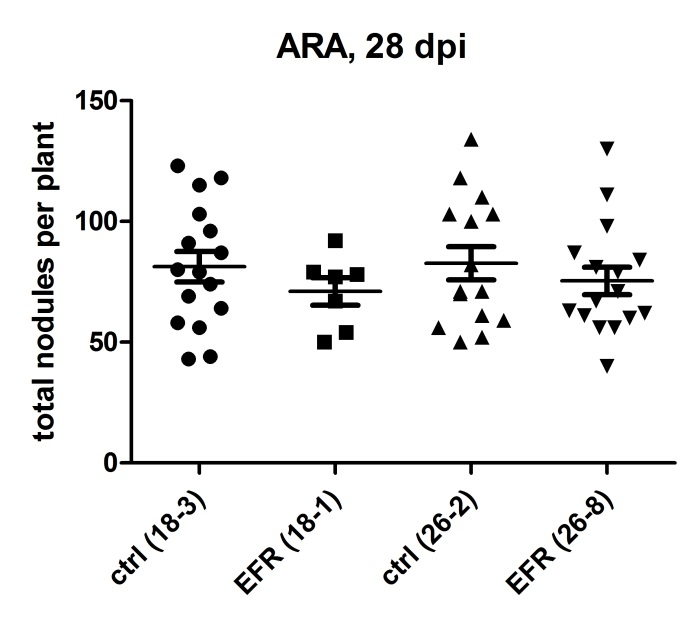 ARA, 28 dpi
total nodules per plant
150
100
50
0
ctrl (18-3)
EFR (18-1)
ctrl (26-2)
EFR (26-8)